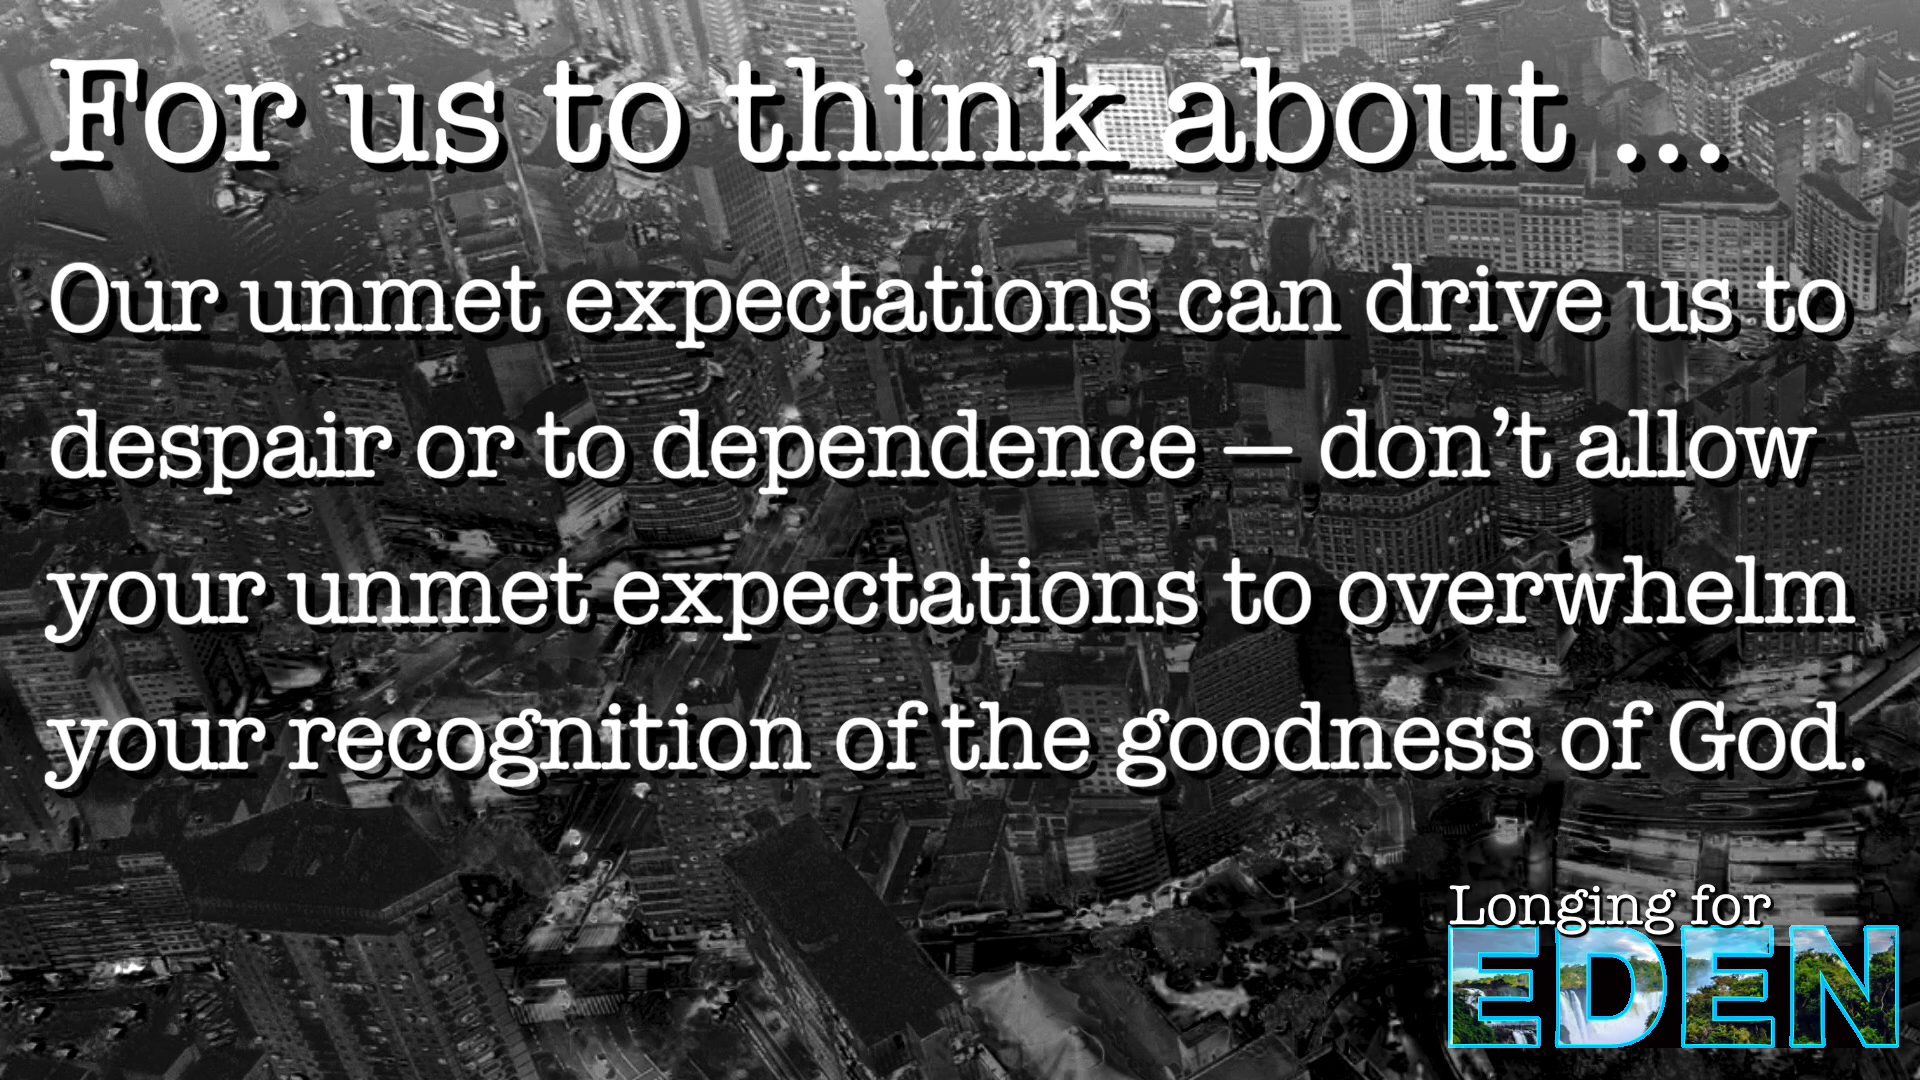 For us to think about ...
Our unmet expectations can drive us to
despair or to dependence — don’t allow
your unmet expectations to overwhelm
your recognition of the goodness of God.
Longing for
EDEN